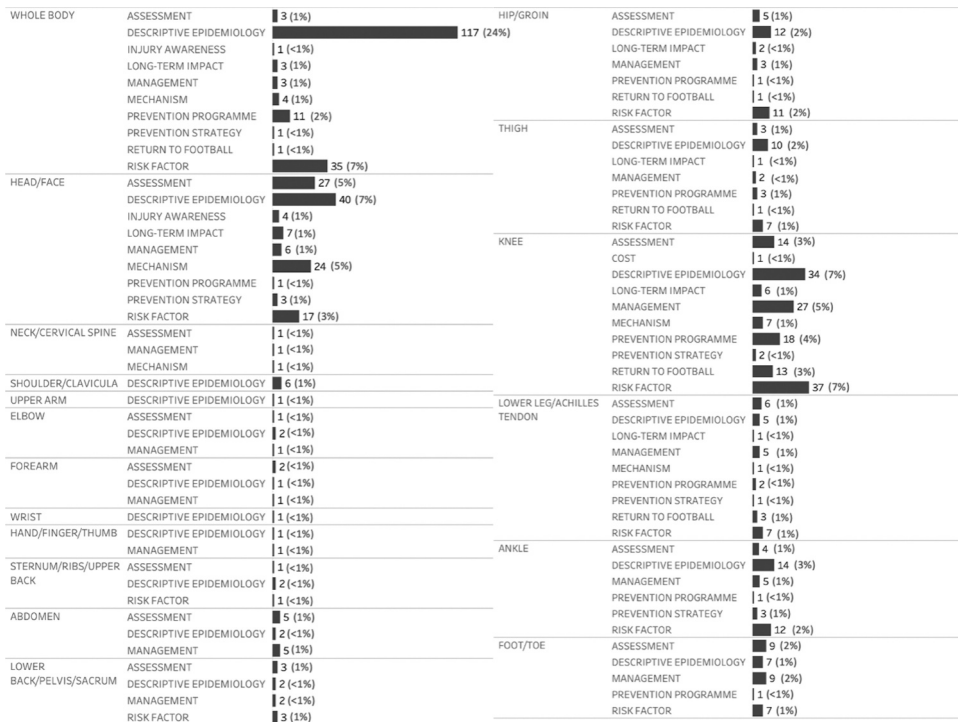 WHOLE BODY ASSESSMENT 3 (1%)
DESCRIPTIVE EPIDEMIOLOGY 117 (24%)
INJURY AWARENESS 1 (<1%)
LONG-TERM IMPACT 3 (1%)
MANAGEMENT 3 (1%)
MECHANISM 4 (1%)
PREVENTION PROGRAMME 11 (2%)
PREVENTION STRATEGY 1 (<1%)
RETURN TO FOOTBALL 1 (<1%)
RISK FACTOR 35 (7%)
HEAD/FACE ASSESSMENT 27 (5%)
DESCRIPTIVE EPIDEMIOLOGY 40 (7%)
INJURY AWARENESS 4 (1%)
LONG-TERM IMPACT 7 (1%)
MANAGEMENT 6 (1%)
MECHANISM 24 (5%)
PREVENTION PROGRAMME 1 (<1%)
PREVENTION STRATEGY 3 (1%)
RISK FACTOR 17 (3%)
NECK/CERVICAL SPINE ASSESSMENT 1 (<1%)
MANAGEMENT 1 (<1%)
MECHANISM 1 (<1%)
SHOULDER/CLAVICULA DESCRIPTIVE EPIDEMIOLOGY 6 (1%)
UPPER ARM DESCRIPTIVE EPIDEMIOLOGY 1 (<1%)
ELBOW ASSESSMENT 1 (<1%)
DESCRIPTIVE EPIDEMIOLOGY 2 (<1%)
MANAGEMENT 1 (<1%)
FOREARM ASSESSMENT 2 (<1%)
DESCRIPTIVE EPIDEMIOLOGY 1 (<1%)
MANAGEMENT 1 (<1%)
WRIST DESCRIPTIVE EPIDEMIOLOGY 1 (<1%)
HAND/FINGER/THUMB DESCRIPTIVE EPIDEMIOLOGY 1 (<1%)
MANAGEMENT 1 (<1%)
STERNUM/RIBS/UPPER ASSESSMENT 1 (<1%)
BACK DESCRIPTIVE EPIDEMIOLOGY 2 (<1%)
RISK FACTOR 1 (<1%)
ABDOMEN ASSESSMENT 5 (1%)
DESCRIPTIVE EPIDEMIOLOGY 2 (<1%)
MANAGEMENT 5 (1%)
LOWER ASSESSMENT 3 (1%)
BACK/PELVIS/SACRUM DESCRIPTIVE EPIDEMIOLOGY 2 (<1%)
MANAGEMENT 2 (<1%)
RISK FACTOR 3 (1%)
HIP/GROIN ASSESSMENT 5 (1%)
DESCRIPTIVE EPIDEMIOLOGY 12 (2%)
LONG-TERM IMPACT 2 (<1%)
MANAGEMENT 3 (1%)
PREVENTION PROGRAMME 1 (<1%)
RETURN TO FOOTBALL 1 (<1%)
RISK FACTOR 11 (2%)
THIGH ASSESSMENT 3 (1%)
DESCRIPTIVE EPIDEMIOLOGY 10 (2%)
LONG-TERM IMPACT 1 (<1%)
MANAGEMENT 2 (<1%)
PREVENTION PROGRAMME 3 (1%)
RETURN TO FOOTBALL 1 (<1%)
RISK FACTOR 7 (1%)
KNEE ASSESSMENT 14 (3%)
COST 1 (<1%)
DESCRIPTIVE EPIDEMIOLOGY 34 (7%)
LONG-TERM IMPACT 6 (1%)
MANAGEMENT 27 (5%)
MECHANISM 7 (1%)
PREVENTION PROGRAMME 18 (4%)
PREVENTION STRATEGY 2 (<1%)
RETURN TO FOOTBALL 13 (3%)
RISK FACTOR 37 (7%)
LOWER LEG/ACHILLES ASSESSMENT 6 (1%)
TENDON DESCRIPTIVE EPIDEMIOLOGY 5 (1%)
LONG-TERM IMPACT 1 (<1%)
MANAGEMENT 5 (1%)
MECHANISM 1 (<1%)
PREVENTION PROGRAMME 2 (<1%)
PREVENTION STRATEGY 1 (<1%)
RETURN TO FOOTBALL 3 (1%)
RISK FACTOR 7 (1%)
ANKLE ASSESSMENT 4 (1%)
DESCRIPTIVE EPIDEMIOLOGY 14 (3%)
MANAGEMENT 5 (1%)
PREVENTION PROGRAMME 1 (<1%)
PREVENTION STRATEGY 3 (1%)
RISK FACTOR 12 (2%)
FOOT/TOE ASSESSMENT 9 (2%)
DESCRIPTIVE EPIDEMIOLOGY 7 (1%)
MANAGEMENT 9 (2%)
PREVENTION PROGRAMME 1 (<1%)
RISK FACTOR 7 (1%)